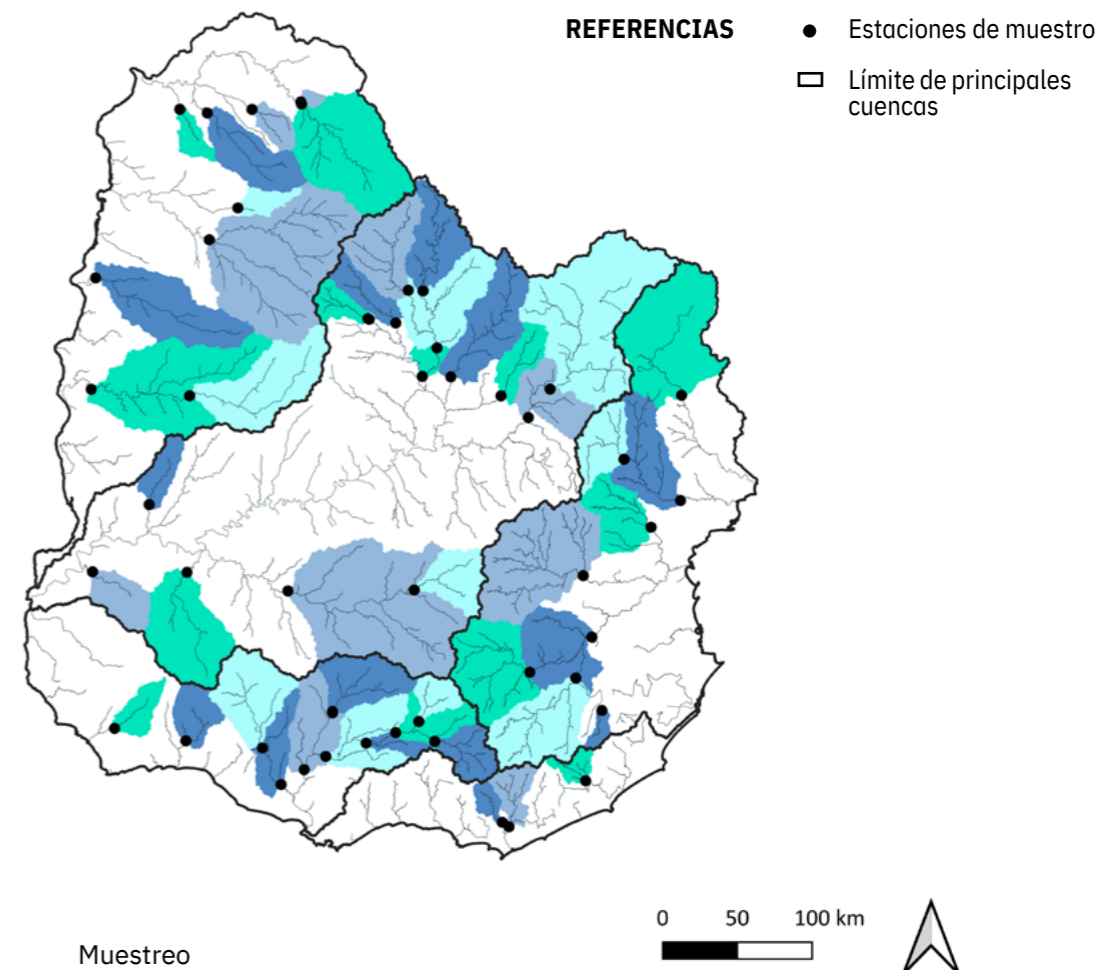 REFERENCIAS
Estaciones de muestro
Límite de principales
cuencas
0 50 100 km
Muestreo